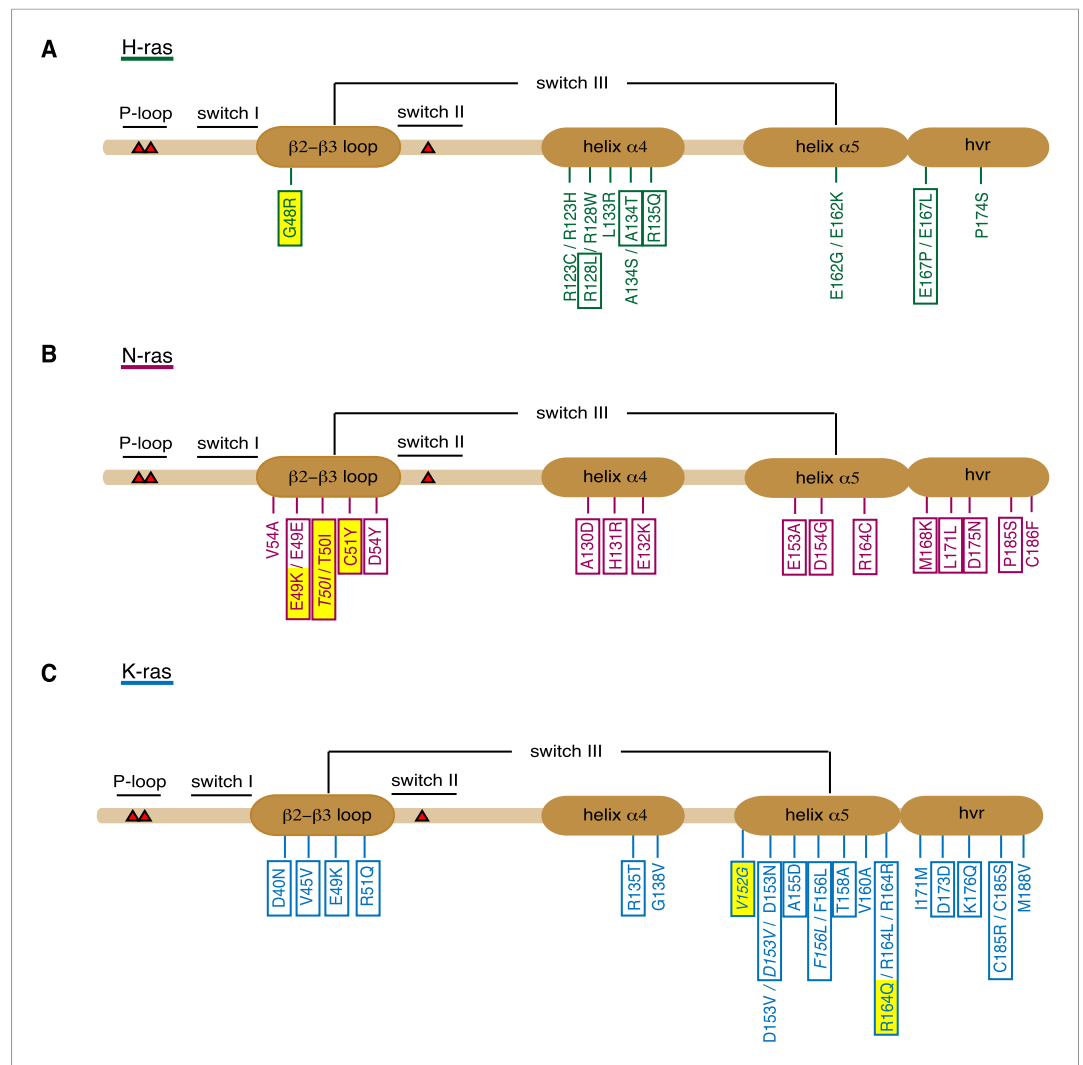 A H-ras
switch III
P-loop switch I switch II
β2–β3 loop helix α4 helix α5 hvr
G48R
R123C / R123H
R128L / R128W
L133R
A134S / A134T
R135Q
E162G / E162K
E167P / E167L
P174S
B N-ras
switch III
P-loop switch I switch II
β2–β3 loop helix α4 helix α5 hvr
V54A
E49K / E49E
T50I / T50I
C51Y
D54Y
A130D
H131R
E132K
E153A
D154G
R164C
M168K
L171L
D175N
P185S
C186F
C K-ras
switch III
P-loop switch I switch II
β2–β3 loop helix α4 helix α5 hvr
D40N
V45V
E49K
R51Q
R135T
G138V
V152G
D153V / D153V / D153N
A155D
F156L / F156L
T158A
V160A
R164Q / R164L / R164R
I171M
D173D
K176Q
C185R / C185S
M188V